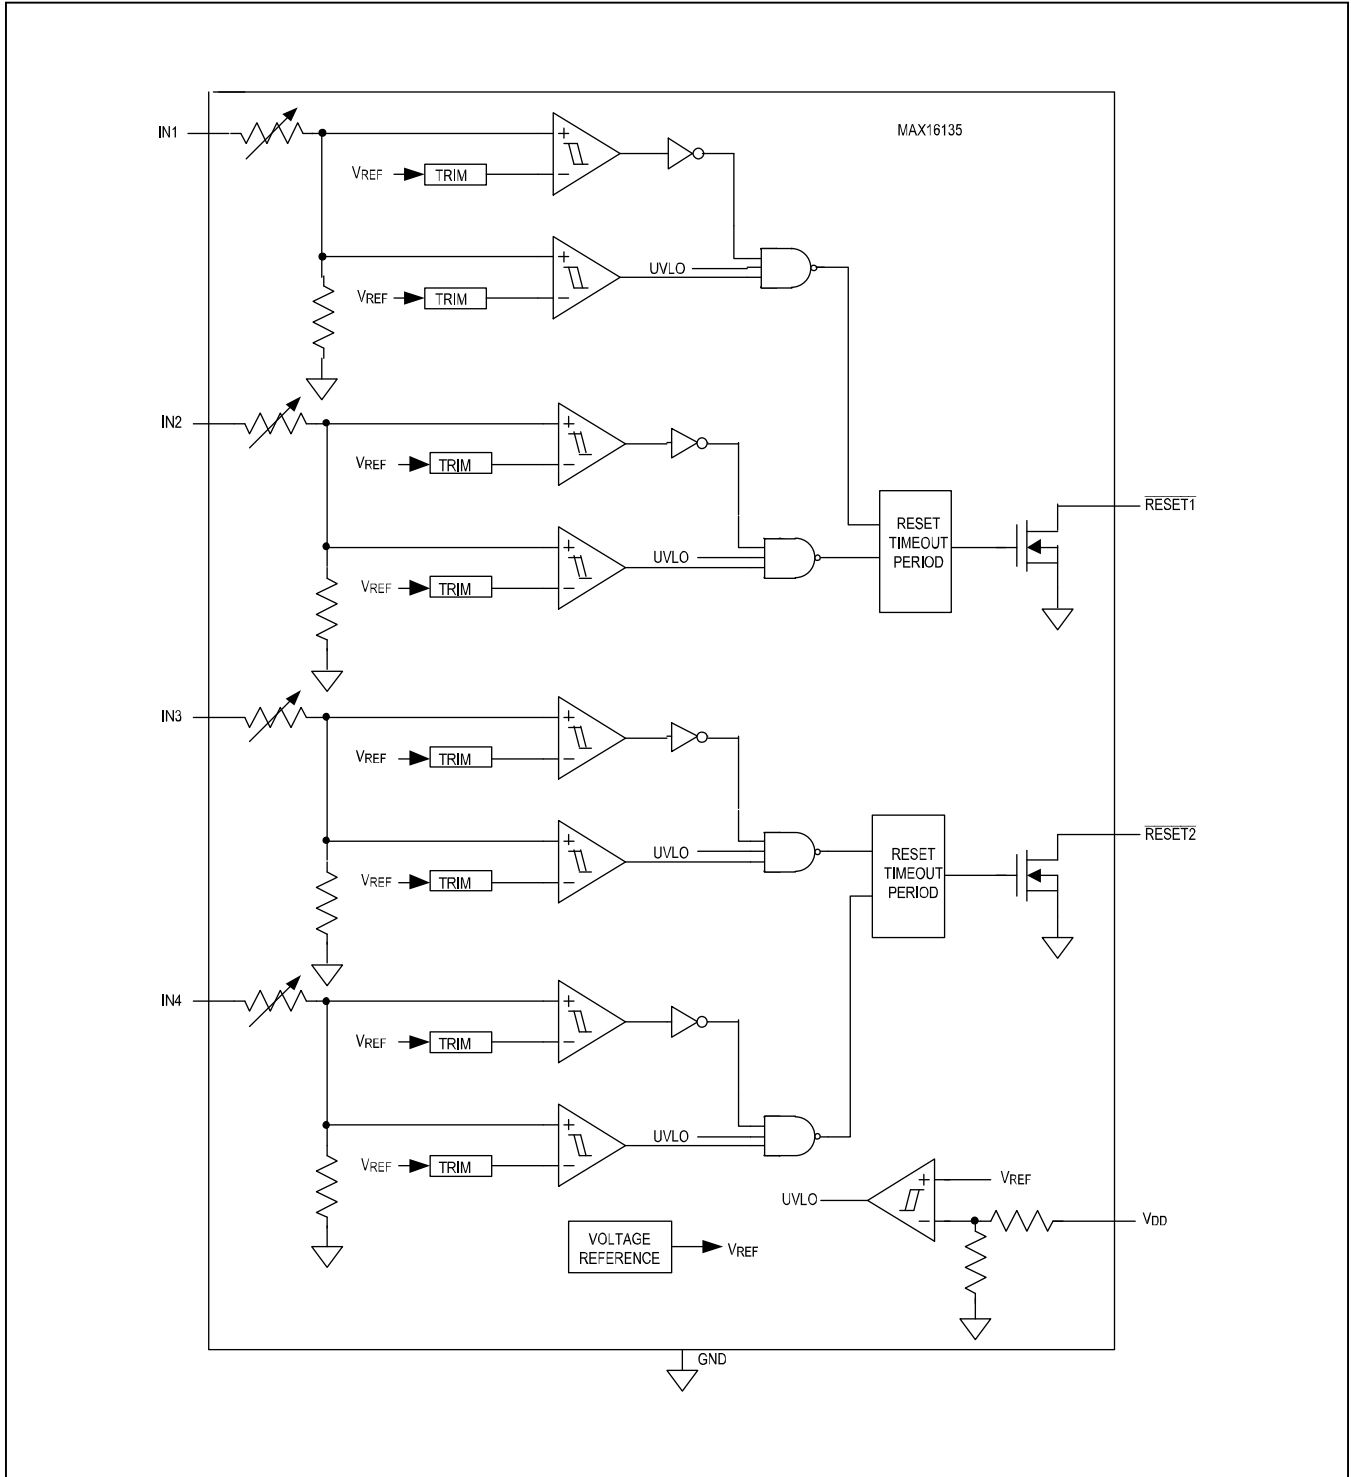 MAX16135
IN1
+
VREF
TRIM
−
+
UVLO
VREF
TRIM
−
IN2
+
VREF
TRIM
−
RESET1
RESET
TIMEOUT
PERIOD
+
UVLO
VREF
TRIM
−
IN3
+
VREF
TRIM
−
RESET2
+
UVLO
RESET
TIMEOUT
PERIOD
VREF
TRIM
−
IN4
+
VREF
TRIM
−
+
UVLO
VREF
TRIM
−
+
VREF
UVLO
−
VDD
VOLTAGE
REFERENCE
VREF
GND